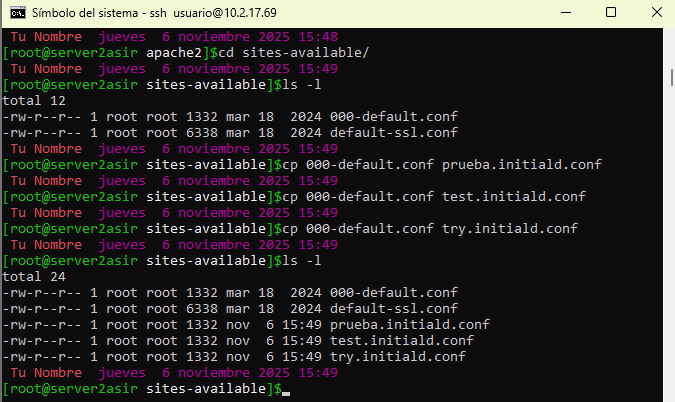 Símbolo del sistema - ssh  usuario@10.2.17.69
 Tu Nombre  jueves  6 noviembre 2025 15:48
[root@server2asir apache2]$cd sites-available/
 Tu Nombre  jueves  6 noviembre 2025 15:49
[root@server2asir sites-available]$ls -l
total 12
-rw-r--r-- 1 root root 1332 mar 18  2024 000-default.conf
-rw-r--r-- 1 root root 6338 mar 18  2024 default-ssl.conf
 Tu Nombre  jueves  6 noviembre 2025 15:49
[root@server2asir sites-available]$cp 000-default.conf prueba.initiald.conf
 Tu Nombre  jueves  6 noviembre 2025 15:49
[root@server2asir sites-available]$cp 000-default.conf test.initiald.conf
 Tu Nombre  jueves  6 noviembre 2025 15:49
[root@server2asir sites-available]$cp 000-default.conf try.initiald.conf
 Tu Nombre  jueves  6 noviembre 2025 15:49
[root@server2asir sites-available]$ls -l
total 24
-rw-r--r-- 1 root root 1332 mar 18  2024 000-default.conf
-rw-r--r-- 1 root root 6338 mar 18  2024 default-ssl.conf
-rw-r--r-- 1 root root 1332 nov  6 15:49 prueba.initiald.conf
-rw-r--r-- 1 root root 1332 nov  6 15:49 test.initiald.conf
-rw-r--r-- 1 root root 1332 nov  6 15:49 try.initiald.conf
 Tu Nombre  jueves  6 noviembre 2025 15:49
[root@server2asir sites-available]$